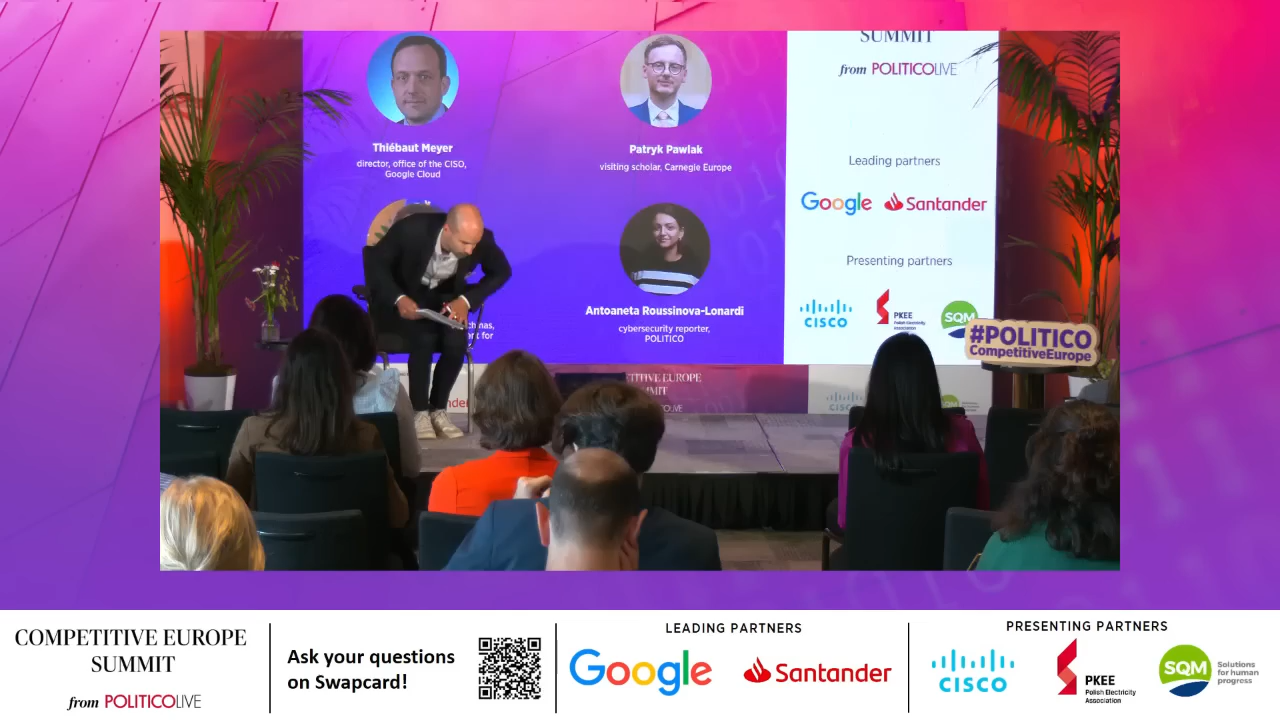 SUMMIT
from POLITICOLIVE
Thiébaut Meyer
director, office of the CISO,
Google Cloud
Patryk Pawlak
visiting scholar, Carnegie Europe
Leading partners
Google
Santander
Presenting partners
Antoaneta Roussinova-Lonardi
cybersecurity reporter,
POLITICO
CISCO
PKEE
Polish Electricity
Association
SQM
#POLITICO
CompetitiveEurope
COMPETITIVE EUROPE
SUMMIT
from POLITICOLIVE
Ask your questions
on Swapcard!
LEADING PARTNERS
Google
Santander
PRESENTING PARTNERS
CISCO
PKEE
Polish Electricity
Association
SQM
Solutions
for human
progress